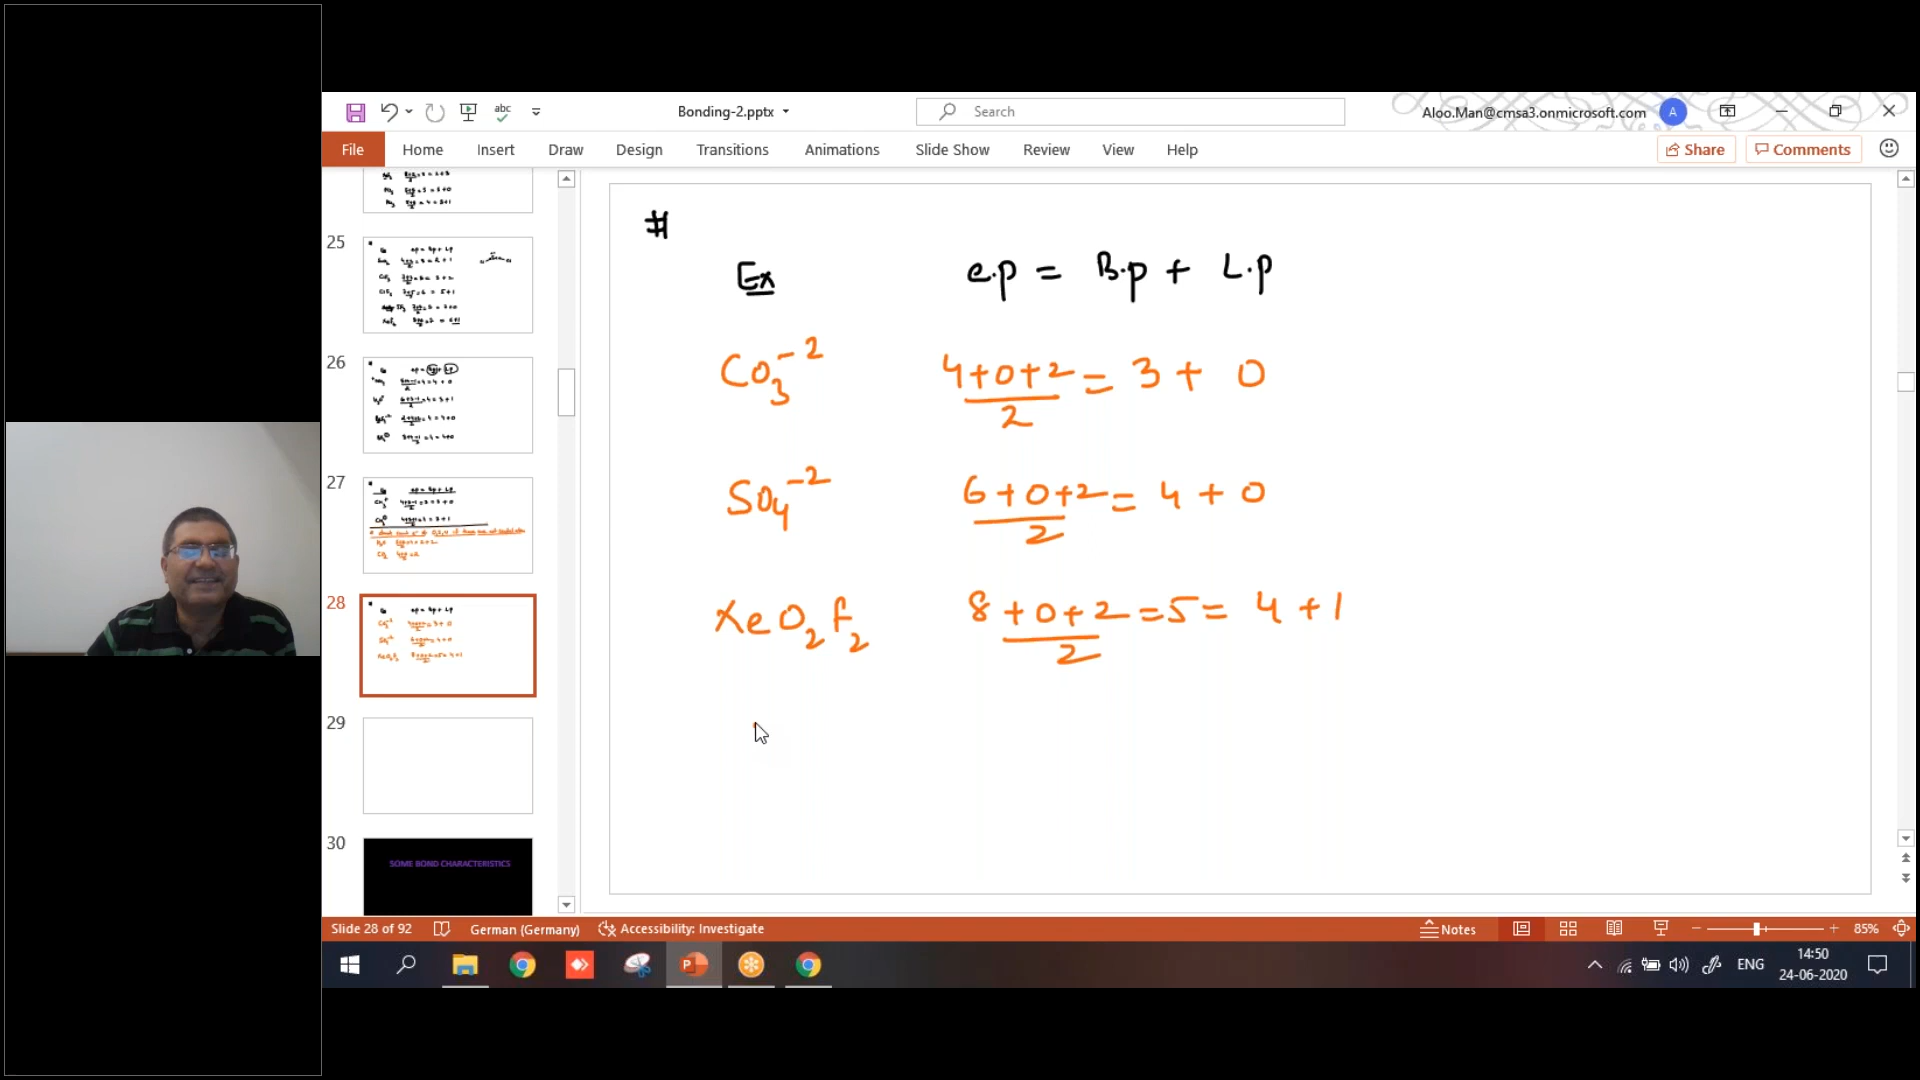 Bonding-2.pptx
Search
Aloo.Man@cmsa3.onmicrosoft.com
A
abc
File Home Insert Draw Design Transitions Animations Slide Show Review View Help
Share
Comments
#
Ex e.p = B.p + L.p
CO₃⁻² 4+0+2/2 = 3 + 0
SO₄⁻² 6+0+2/2 = 4 + 0
XeO₂F₂ 8+0+2/2 = 5 = 4 + 1
25
26
27
28
29
30
SOME BOND CHARACTERISTICS
Slide 28 of 92
German (Germany)
Accessibility: Investigate
Notes
85%
ENG
14:50
24-06-2020